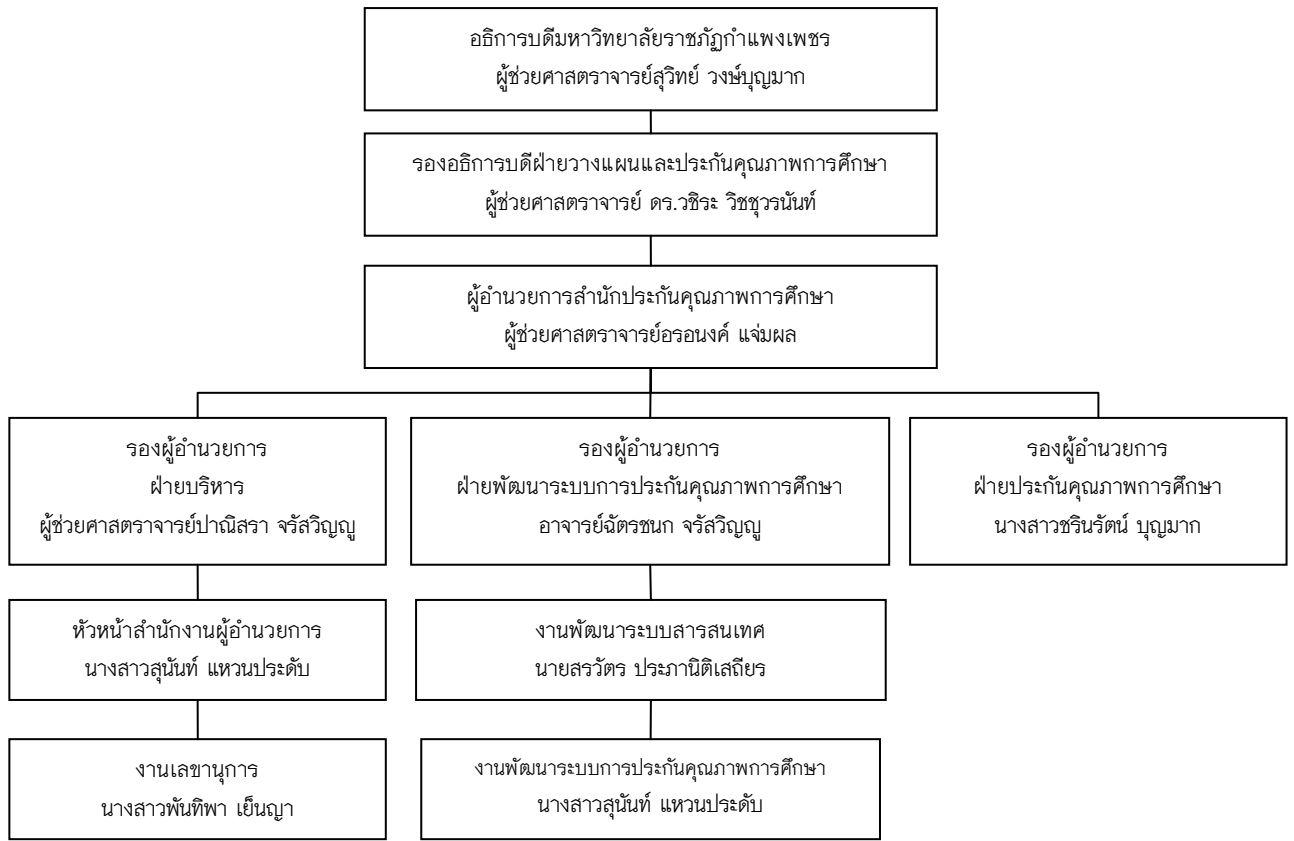 อธิการบดีมหาวิทยาลัยราชภัฏกำแพงเพชร
ผู้ช่วยศาสตราจารย์สุวิทย์ วงษ์บุญมาก
รองอธิการบดีฝ่ายวางแผนและประกันคุณภาพการศึกษา
ผู้ช่วยศาสตราจารย์ ดร.วชิระ วิชชุวรนันท์
ผู้อำนวยการสำนักประกันคุณภาพการศึกษา
ผู้ช่วยศาสตราจารย์อรอนงค์ แจ่มผล
รองผู้อำนวยการ
ฝ่ายบริหาร
ผู้ช่วยศาสตราจารย์ปาณิสรา จรัสวิญญู
รองผู้อำนวยการ
ฝ่ายพัฒนาระบบการประกันคุณภาพการศึกษา
อาจารย์ฉัตรชนก จรัสวิญญู
รองผู้อำนวยการ
ฝ่ายประกันคุณภาพการศึกษา
นางสาวชรินรัตน์ บุญมาก
หัวหน้าสำนักงานผู้อำนวยการ
นางสาวสุนันท์ แหวนประดับ
งานพัฒนาระบบสารสนเทศ
นายสรวัตร ประภานิติเสถียร
งานเลขานุการ
นางสาวพันทิพา เย็นญา
งานพัฒนาระบบการประกันคุณภาพการศึกษา
นางสาวสุนันท์ แหวนประดับ